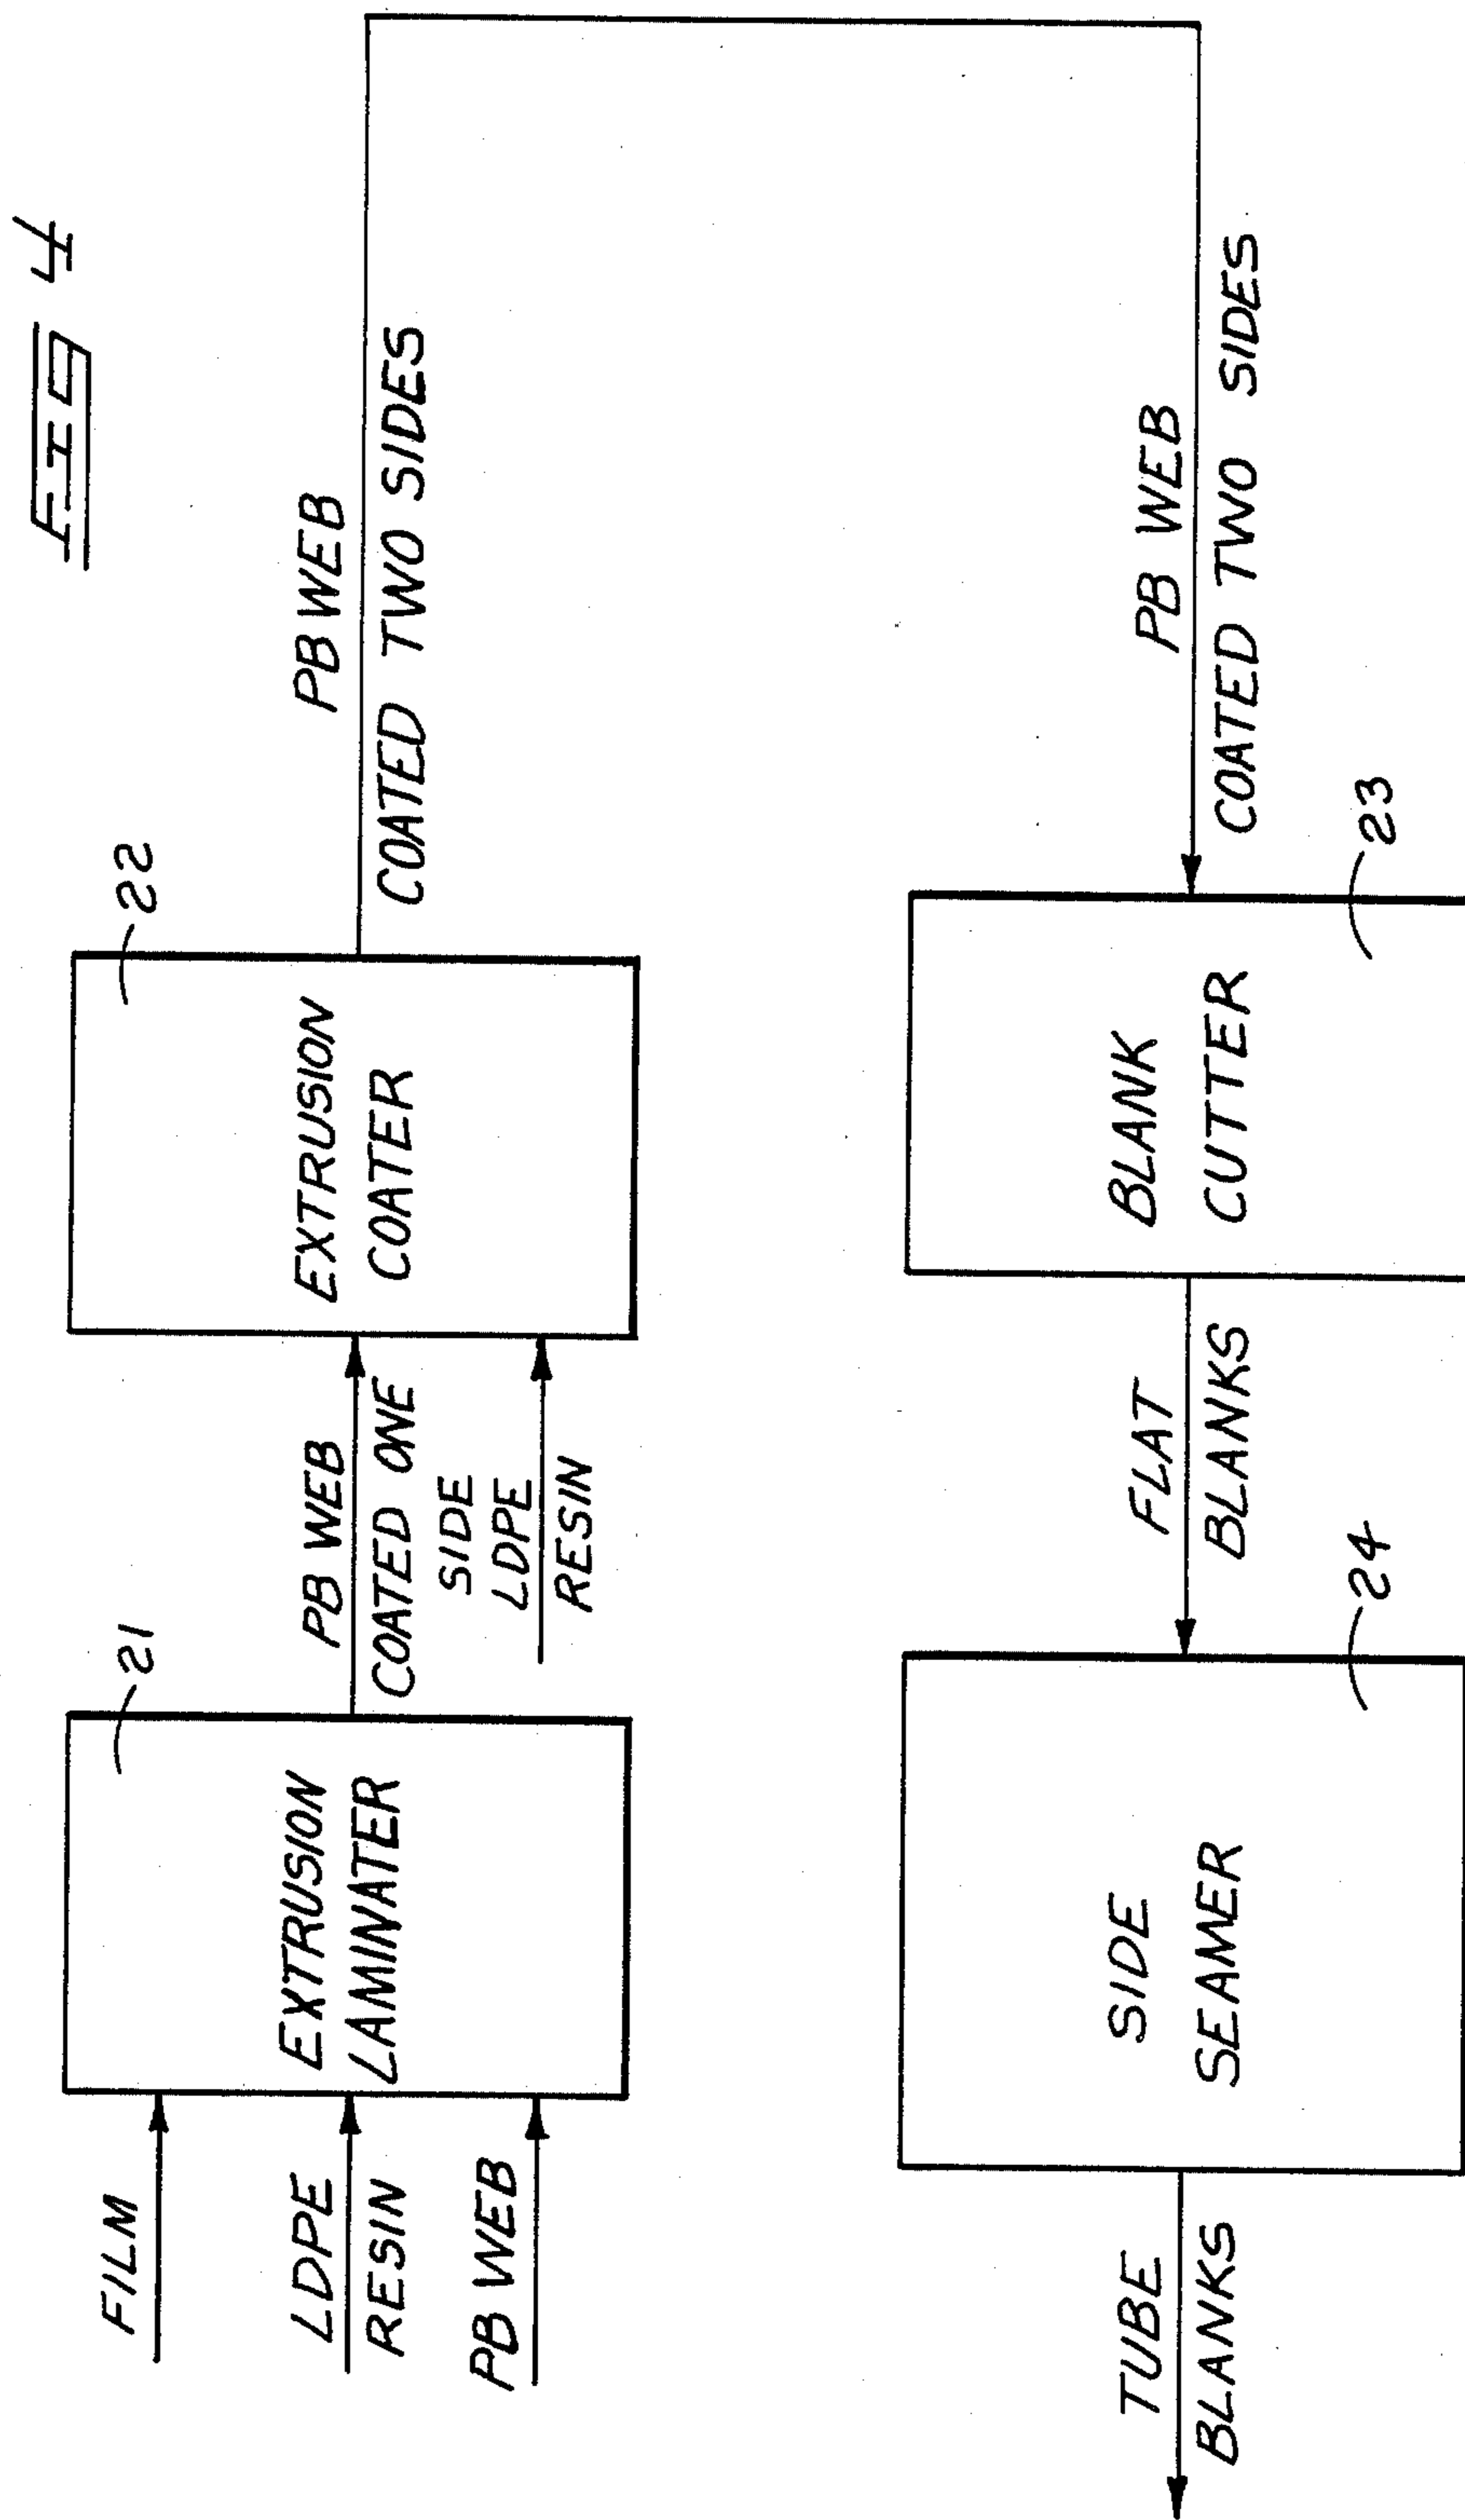 FIG 4
FILM
LDPE
RESIN
PB WEB
EXTRUSION
LAMINATER
21
PB WEB
COATED ONE
SIDE
LDPE
RESIN
EXTRUSION
COATER
22
PB WEB
COATED TWO SIDES
PB WEB
COATED TWO SIDES
BLANK
CUTTER
23
FLAT
BLANKS
SIDE
SEAMER
24
TUBE
BLANKS